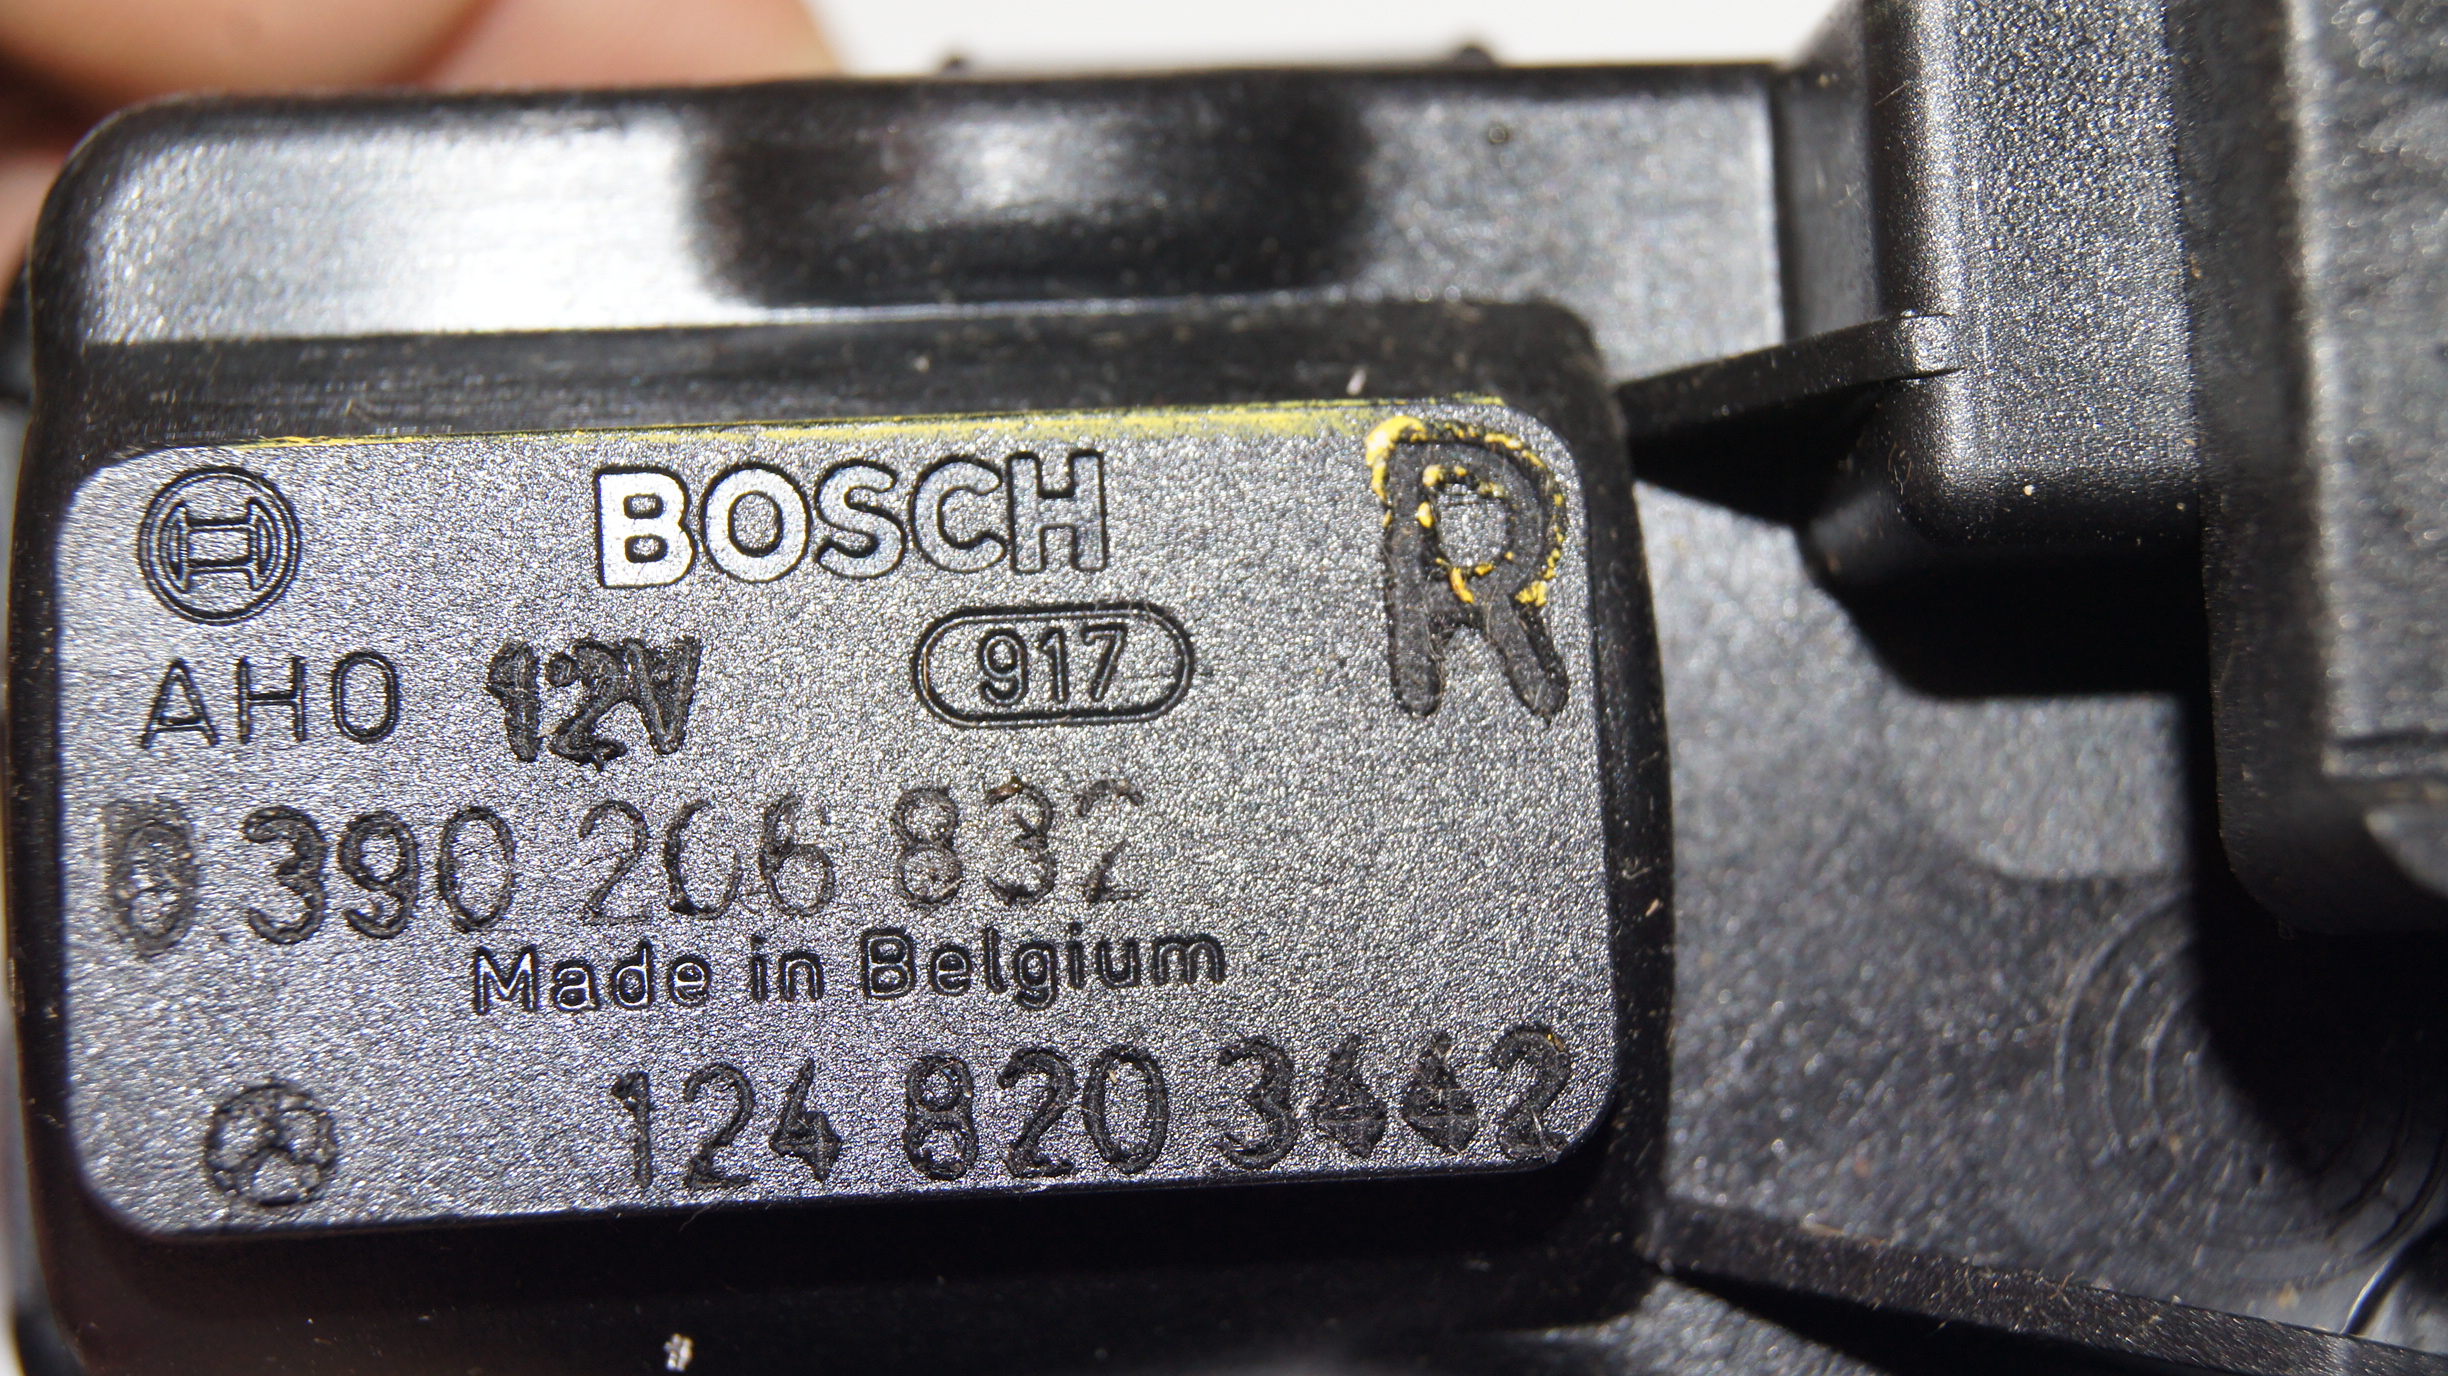 BOSCH R
AHO 12V 917
0 390 206 832
Made in Belgium
124 820 3442